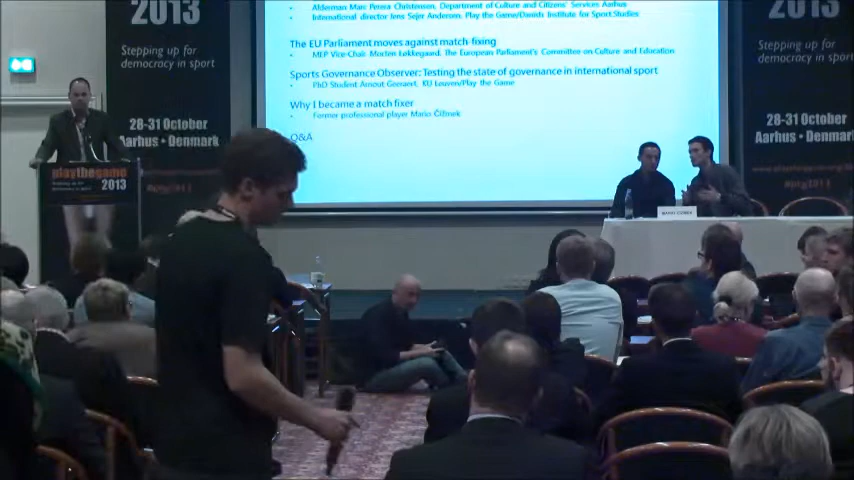 2013
Stepping up for
democracy in sport
28-31 October
Aarhus • Denmark
playthegame
2013
Alderman Marc Perera Christensen, Department of Culture and Citizens' Services Aarhus
International director Jens Sejer Andersen, Play the Game/Danish Institute for Sport Studies
The EU Parliament moves against match-fixing
MEP Vice-Chair Morten Løkkegaard, The European Parliament's Committee on Culture and Education
Sports Governance Observer: Testing the state of governance in international sport
PhD Student Arnout Geeraert, KU Leuven/Play the Game
Why I became a match fixer
Former professional player Mario Čižmek
Q&A
2013
Stepping up for
democracy in sport
28-31 October
Aarhus • Denmark
MARIO CIZMEK